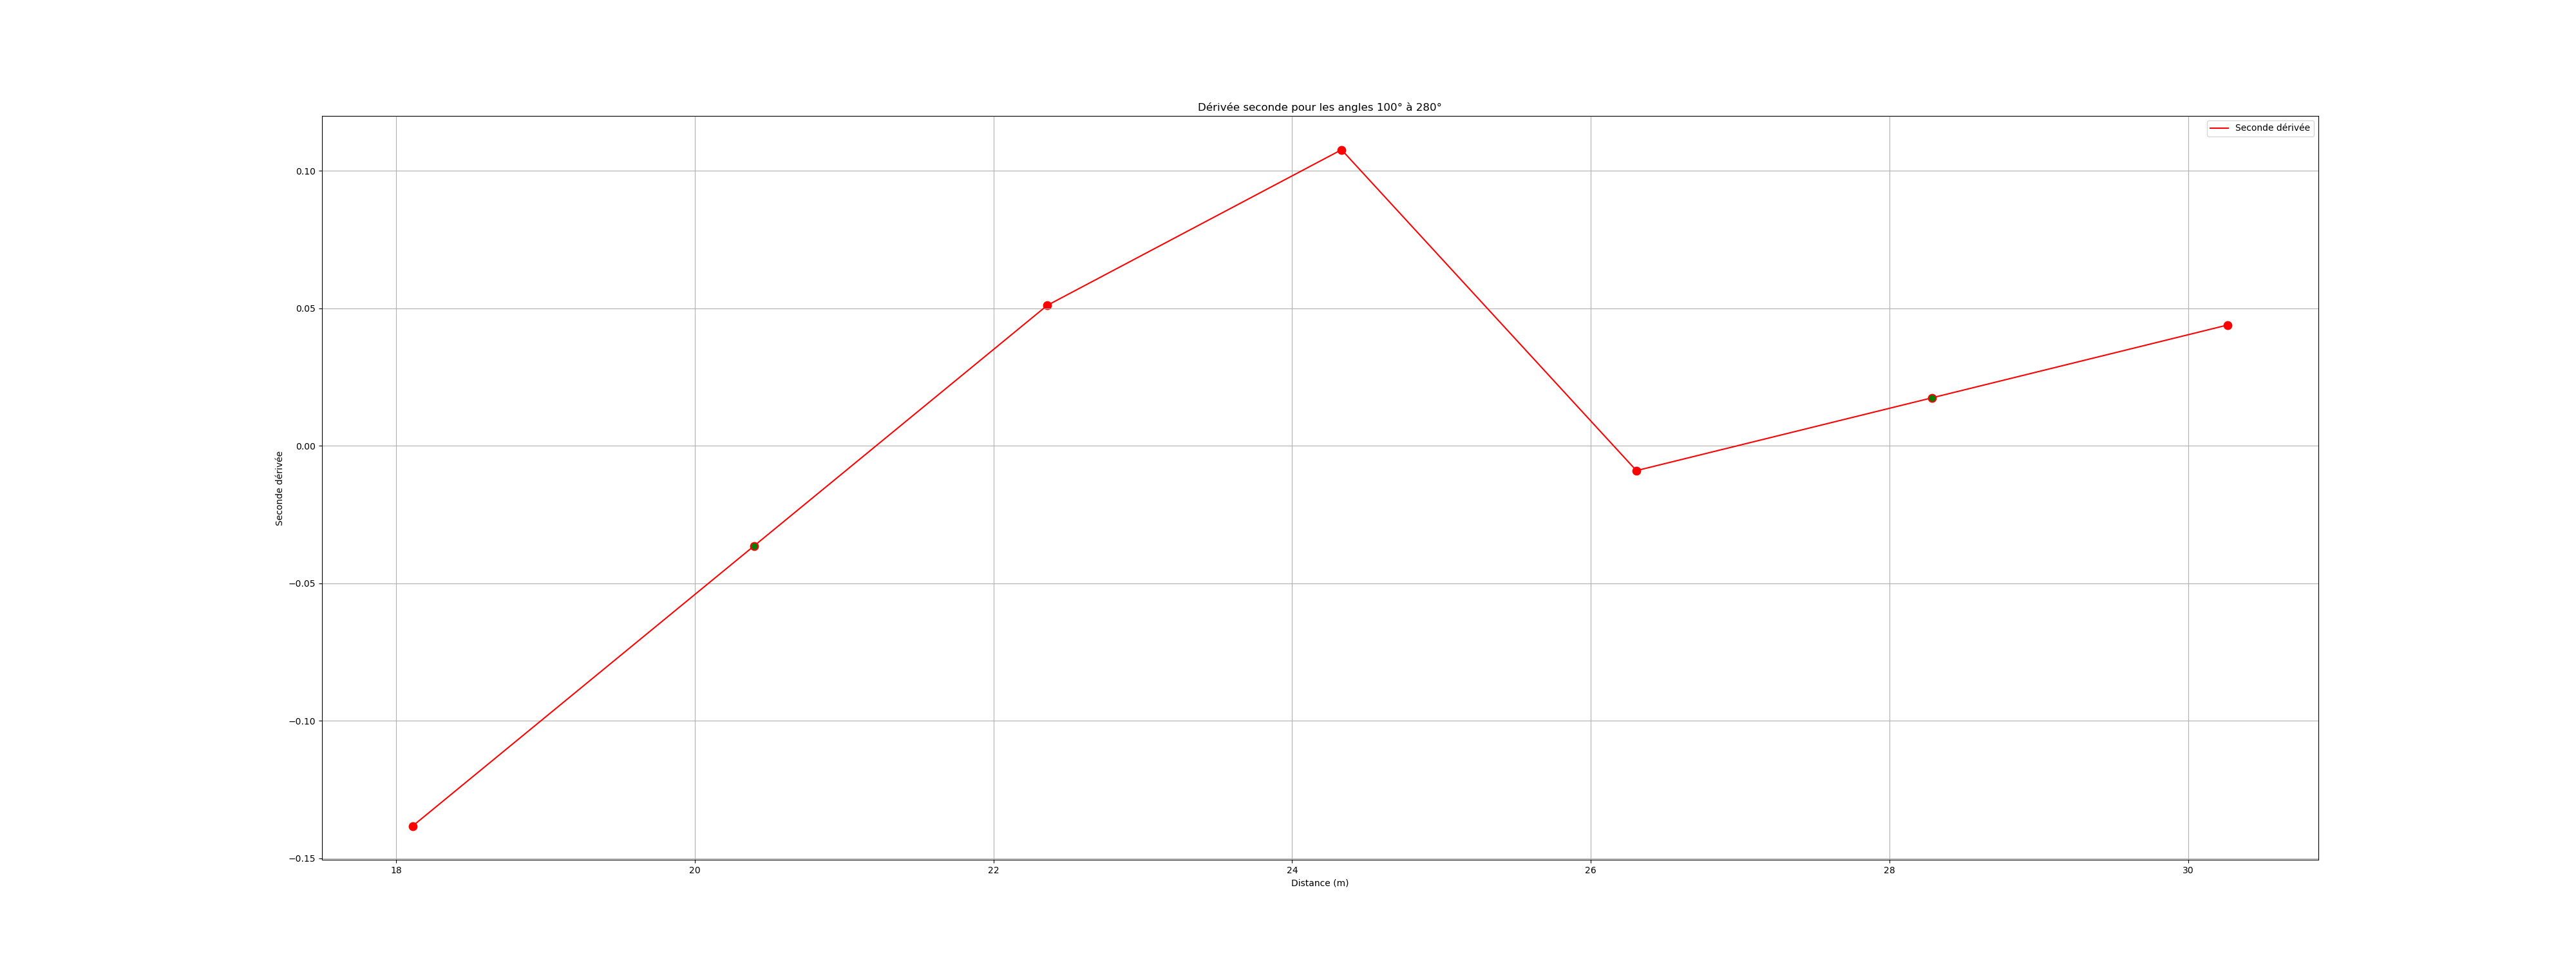 Dérivée seconde pour les angles 100° à 280°
Seconde dérivée
0.10
0.05
0.00
−0.05
−0.10
−0.15
Seconde dérivée
18 20 22 24 26 28 30
Distance (m)